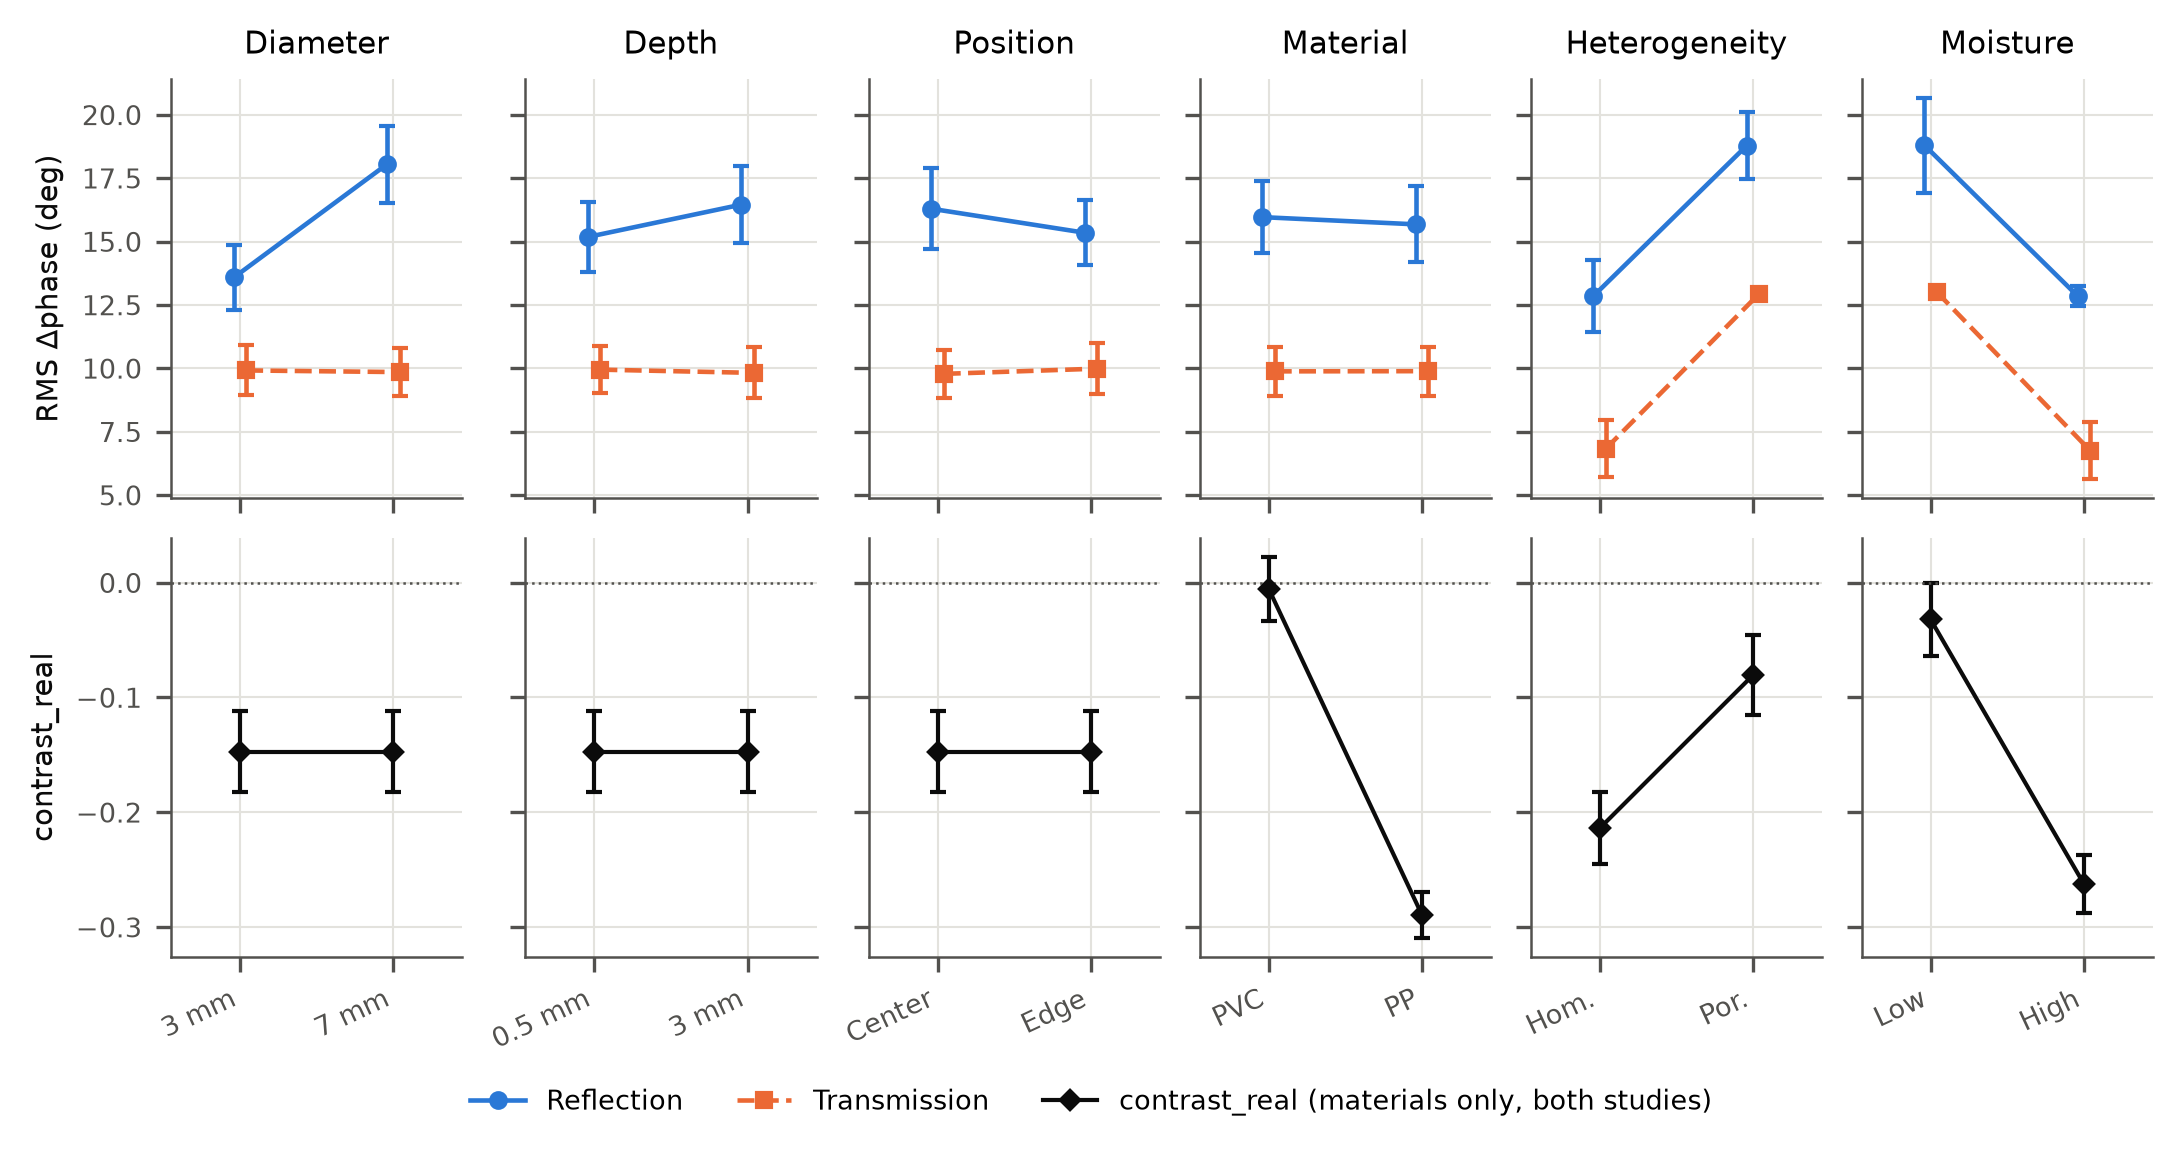 Diameter
Depth
Position
Material
Heterogeneity
Moisture
RMS Δphase (deg)
20.0
17.5
15.0
12.5
10.0
7.5
5.0
contrast_real
0.0
−0.1
−0.2
−0.3
3 mm
7 mm
0.5 mm
3 mm
Center
Edge
PVC
PP
Hom.
Por.
Low
High
Reflection
Transmission
contrast_real (materials only, both studies)